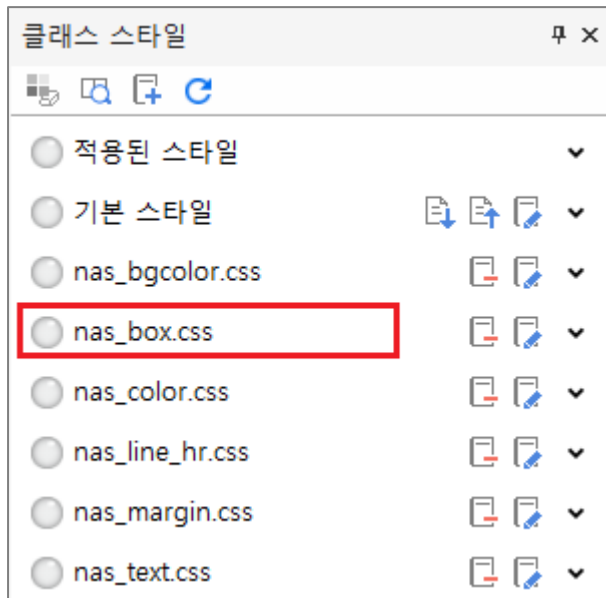 클래스 스타일
적용된 스타일
기본 스타일
nas_bgcolor.css
nas_box.css
nas_color.css
nas_line_hr.css
nas_margin.css
nas_text.css